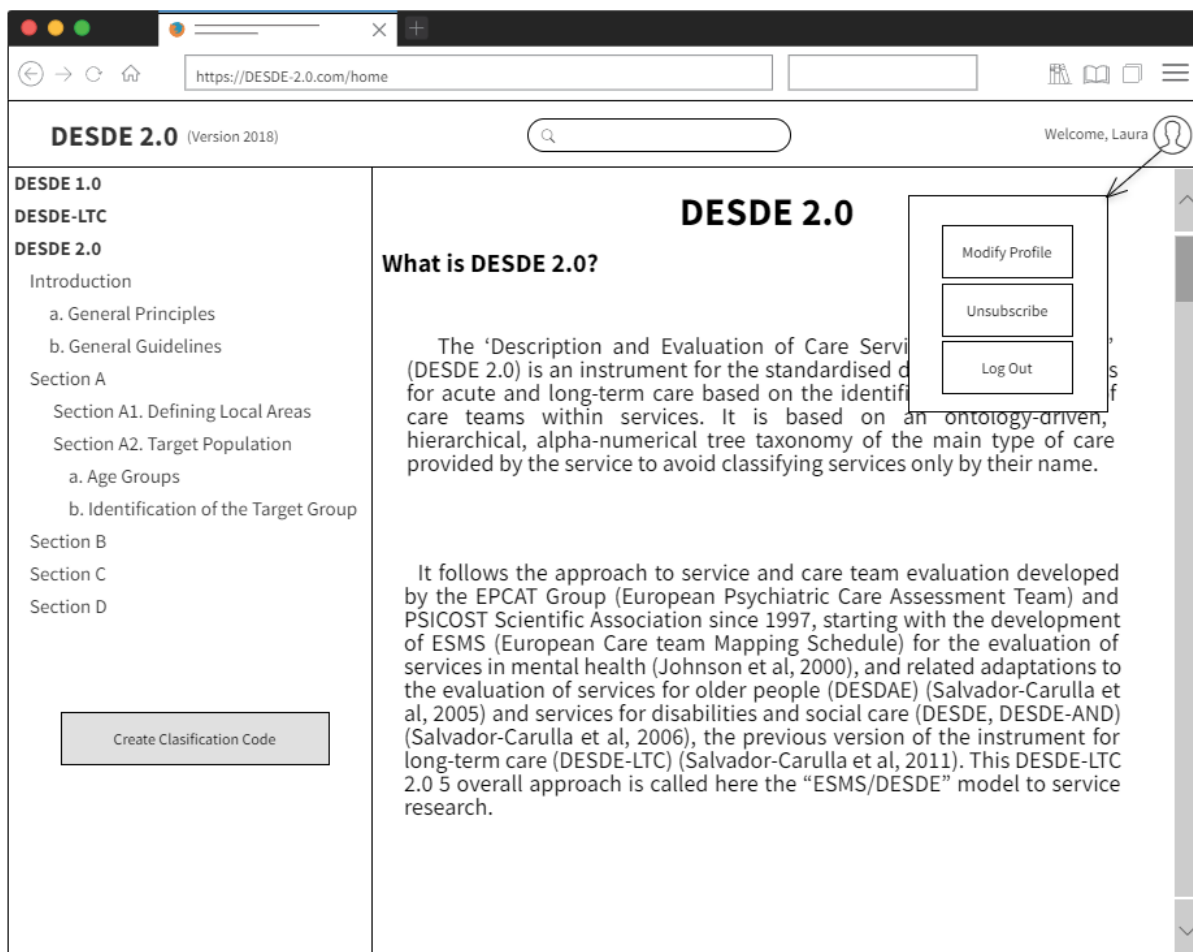 https://DESDE-2.0.com/home
DESDE 2.0 (Version 2018)
Welcome, Laura
DESDE 1.0
DESDE-LTC
DESDE 2.0
Introduction
a. General Principles
b. General Guidelines
Section A
Section A1. Defining Local Areas
Section A2. Target Population
a. Age Groups
b. Identification of the Target Group
Section B
Section C
Section D
Create Clasification Code
DESDE 2.0
What is DESDE 2.0?
The ‘Description and Evaluation of Care Servi ’
(DESDE 2.0) is an instrument for the standardised d s
for acute and long-term care based on the identifi f
care teams within services. It is based on an ontology-driven,
hierarchical, alpha-numerical tree taxonomy of the main type of care
provided by the service to avoid classifying services only by their name.
It follows the approach to service and care team evaluation developed
by the EPCAT Group (European Psychiatric Care Assessment Team) and
PSICOST Scientific Association since 1997, starting with the development
of ESMS (European Care team Mapping Schedule) for the evaluation of
services in mental health (Johnson et al, 2000), and related adaptations to
the evaluation of services for older people (DESDAE) (Salvador-Carulla et
al, 2005) and services for disabilities and social care (DESDE, DESDE-AND)
(Salvador-Carulla et al, 2006), the previous version of the instrument for
long-term care (DESDE-LTC) (Salvador-Carulla et al, 2011). This DESDE-LTC
2.0 5 overall approach is called here the “ESMS/DESDE” model to service
research.
Modify Profile
Unsubscribe
Log Out